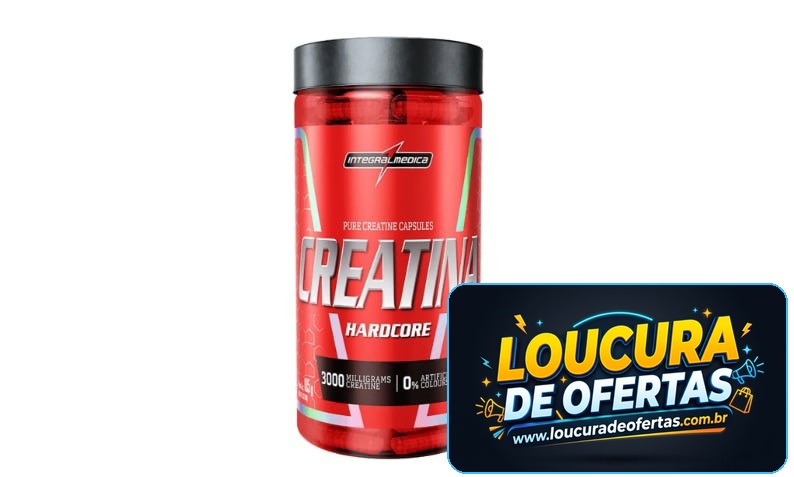 INTEGRALMEDICA
PURE CREATINE CAPSULES
CREATINA
HARDCORE
3000 MILLIGRAMS
CREATINE
0%
LOUCURA
DE OFERTAS
www.loucuradeofertas.com.br